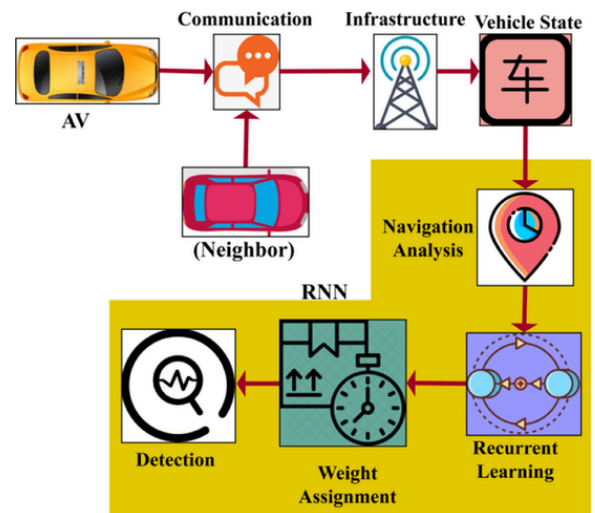 Communication
Infrastructure
Vehicle State
AV
车
(Neighbor)
Navigation
Analysis
RNN
Detection
Weight
Assignment
Recurrent
Learning